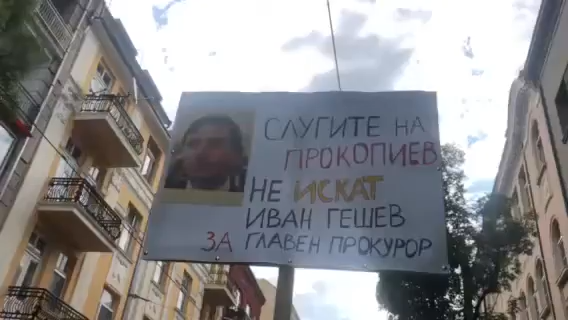 СЛУГИТЕ НА
ПРОКОПИЕВ
НЕ ИСКАТ
ИВАН ГЕШЕВ
ЗА ГЛАВЕН ПРОКУРОР